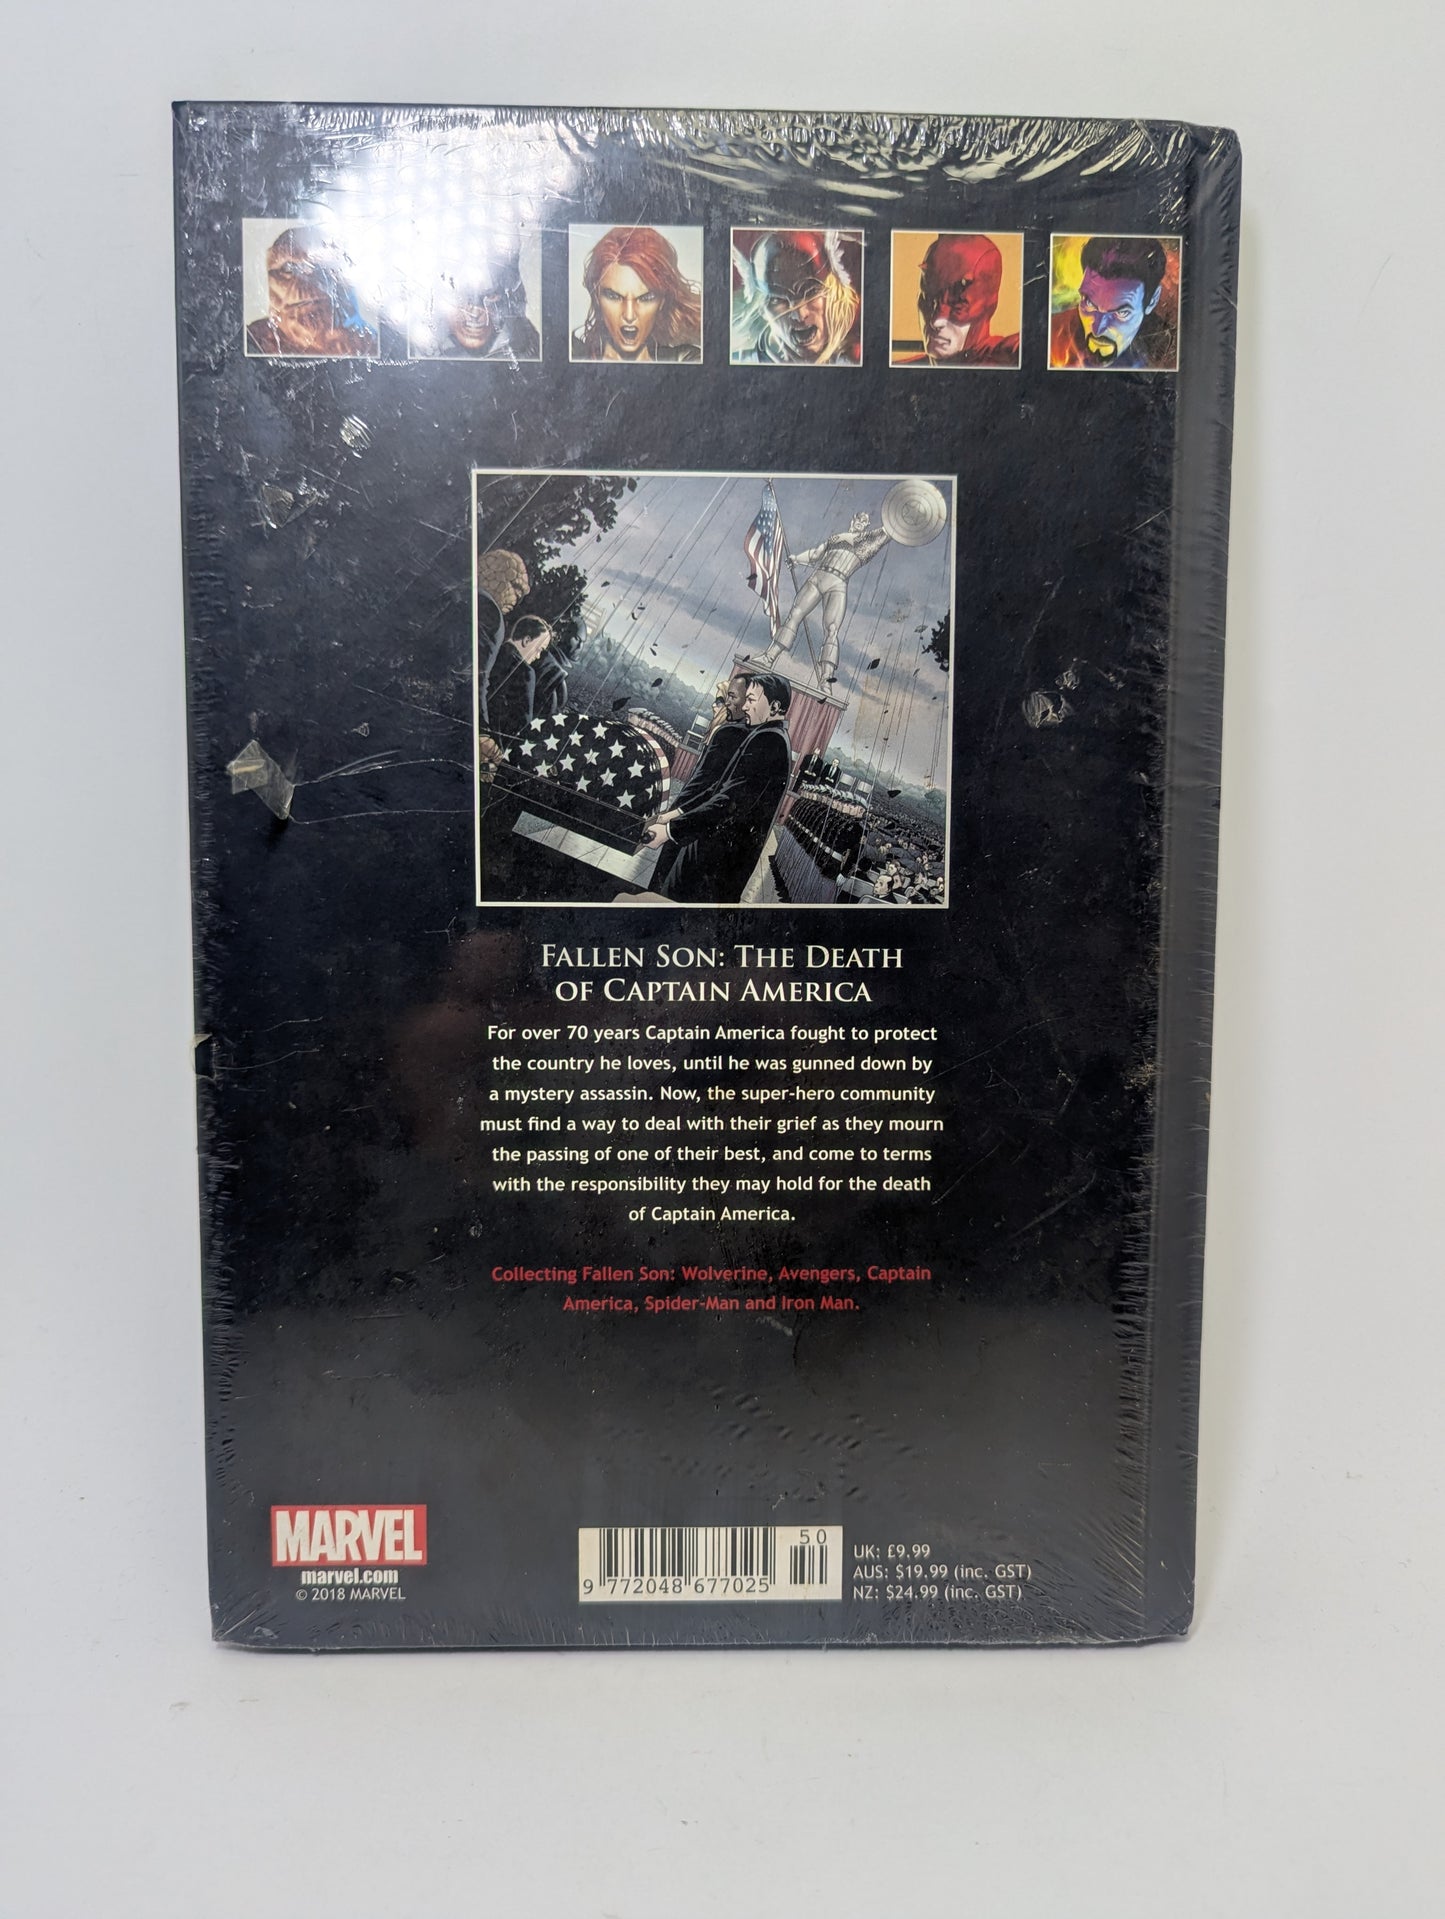 FALLEN SON: THE DEATH
OF CAPTAIN AMERICA
For over 70 years Captain America fought to protect
the country he loves, until he was gunned down by
a mystery assassin. Now, the super-hero community
must find a way to deal with their grief as they mourn
the passing of one of their best, and come to terms
with the responsibility they may hold for the death
of Captain America.
Collecting Fallen Son: Wolverine, Avengers, Captain
America, Spider-Man and Iron Man.
MARVEL
marvel.com
© 2018 MARVEL
50
9 772048 677025
UK: £9.99
AUS: $19.99 (inc. GST)
NZ: $24.99 (inc. GST)